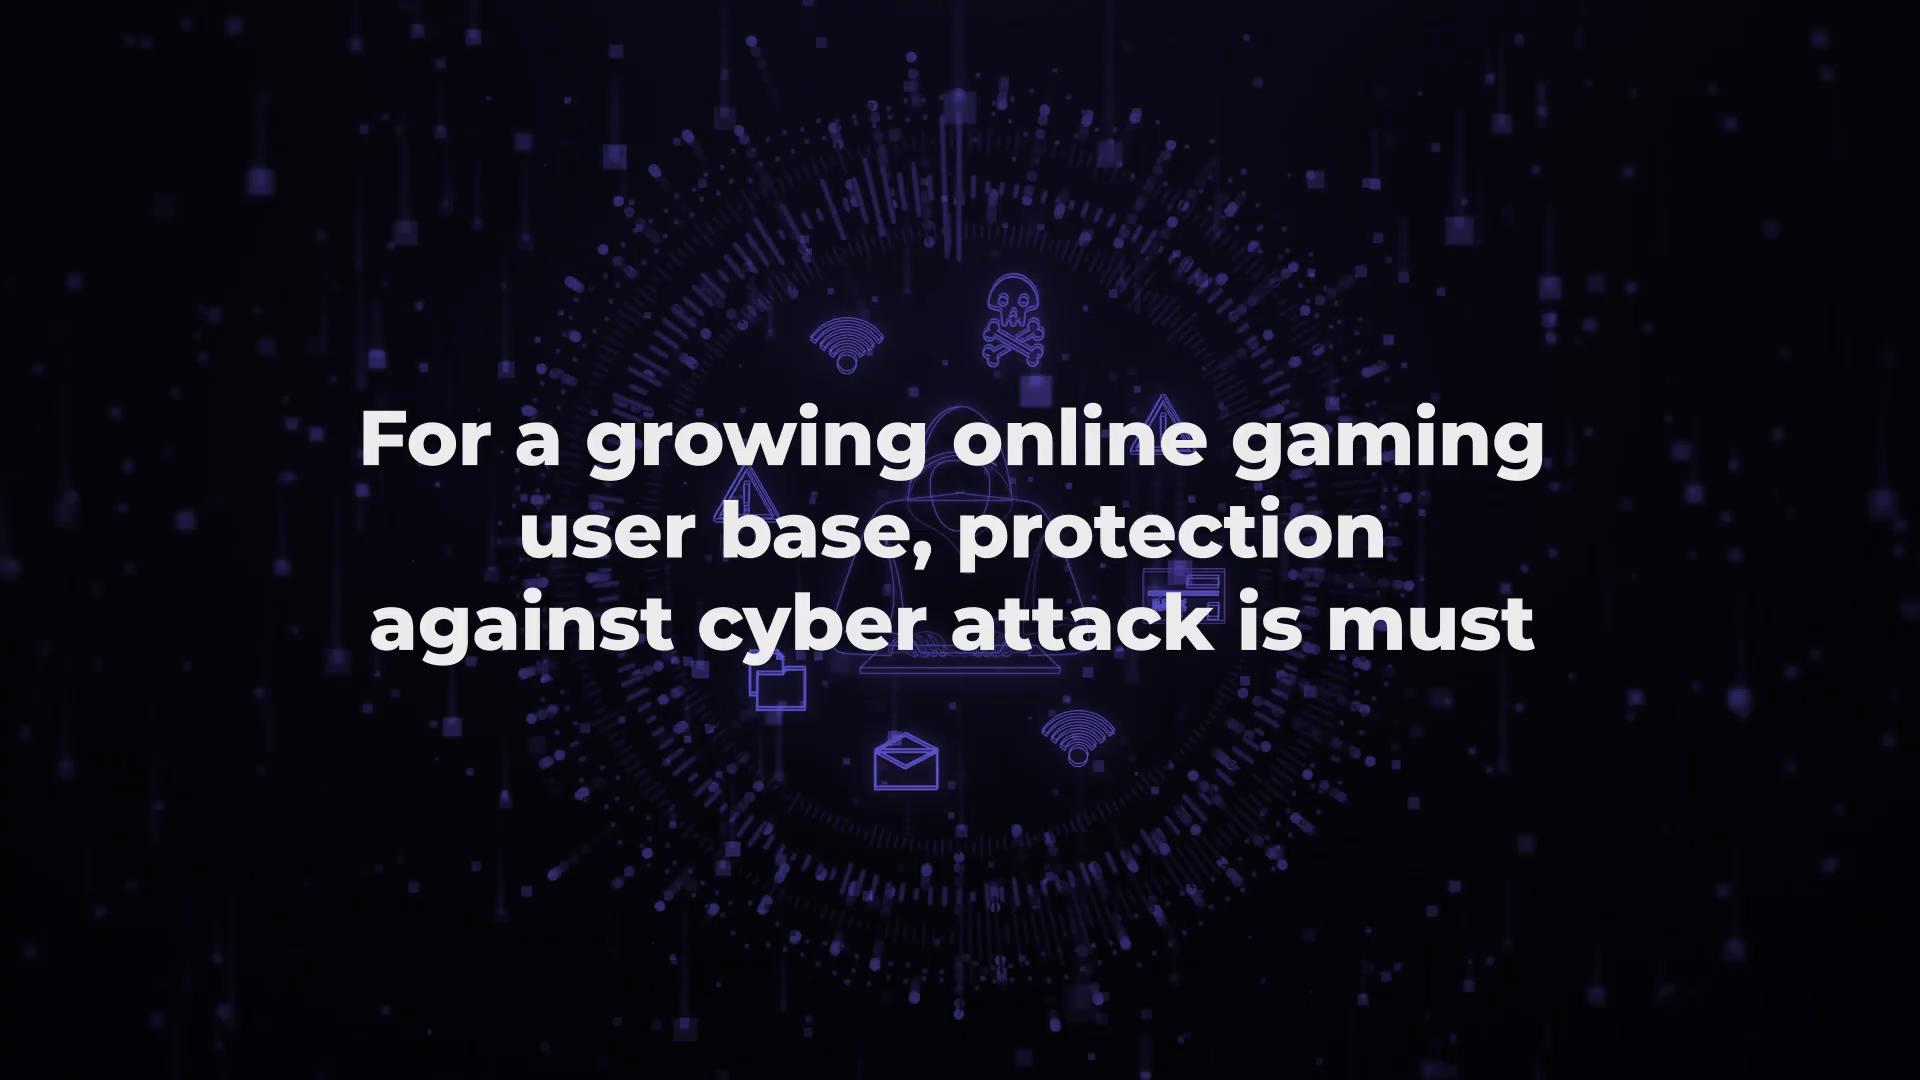 For a growing online gaming
user base, protection
against cyber attack is must